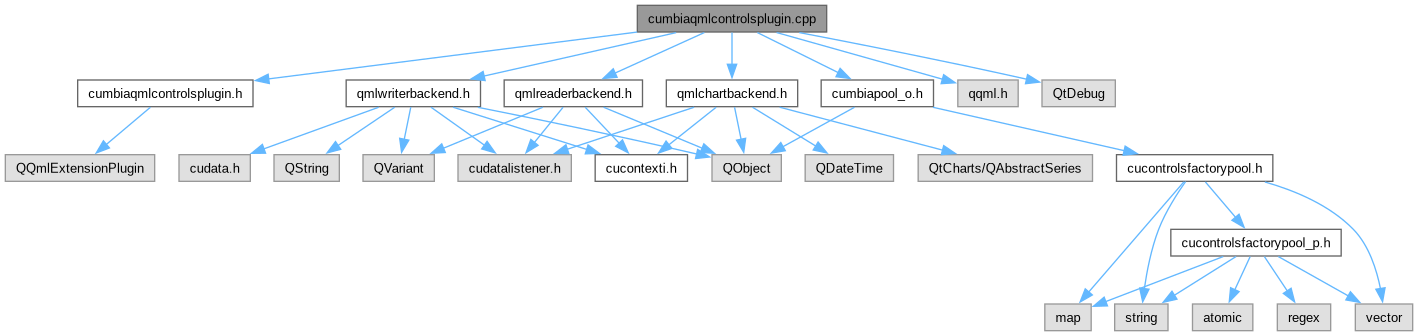 cumbiaqmlcontrolsplugin.cpp
cumbiaqmlcontrolsplugin.h
qmlwriterbackend.h
qmlreaderbackend.h
qmlchartbackend.h
cumbiapool_o.h
qqml.h
QtDebug
QQmlExtensionPlugin
cudata.h
QString
QVariant
cudatalistener.h
cucontexti.h
QObject
QDateTime
QtCharts/QAbstractSeries
cucontrolsfactorypool.h
cucontrolsfactorypool_p.h
map
string
atomic
regex
vector